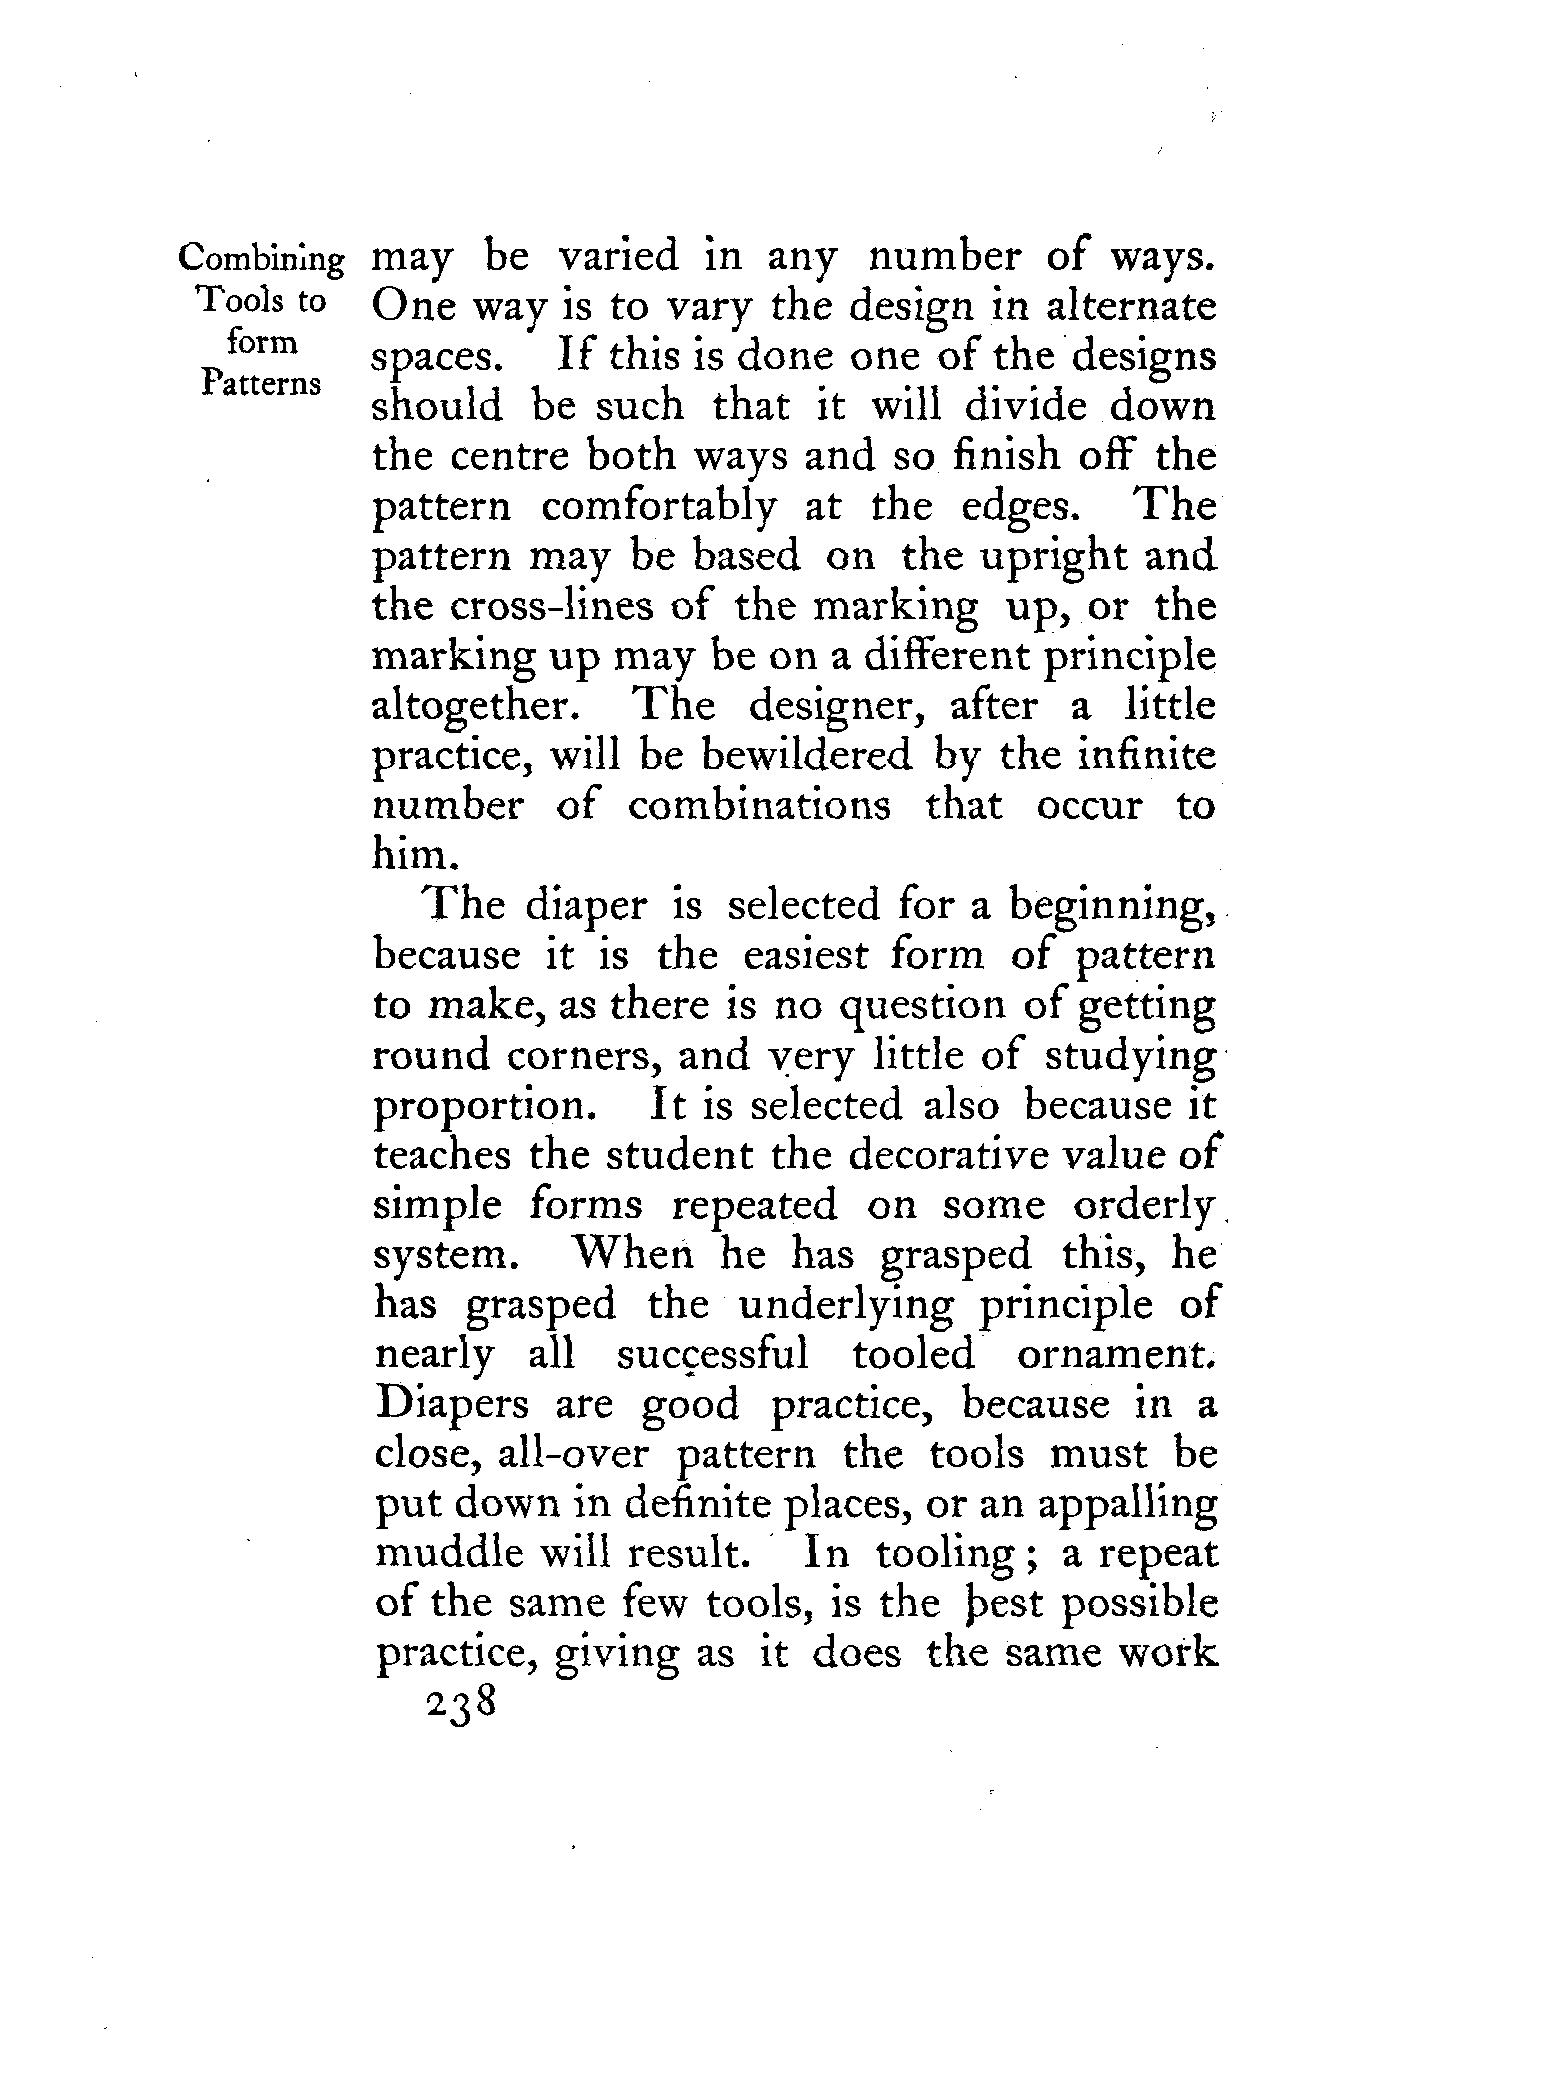 Combining
Tools to
form
Patterns
may be varied in any number of ways.
One way is to vary the design in alternate
spaces. If this is done one of the designs
should be such that it will divide down
the centre both ways and so finish off the
pattern comfortably at the edges. The
pattern may be based on the upright and
the cross-lines of the marking up, or the
marking up may be on a different principle
altogether. The designer, after a little
practice, will be bewildered by the infinite
number of combinations that occur to
him.
The diaper is selected for a beginning,
because it is the easiest form of pattern
to make, as there is no question of getting
round corners, and very little of studying
proportion. It is selected also because it
teaches the student the decorative value of
simple forms repeated on some orderly
system. When he has grasped this, he
has grasped the underlying principle of
nearly all successful tooled ornament.
Diapers are good practice, because in a
close, all-over pattern the tools must be
put down in definite places, or an appalling
muddle will result. In tooling; a repeat
of the same few tools, is the best possible
practice, giving as it does the same work
238